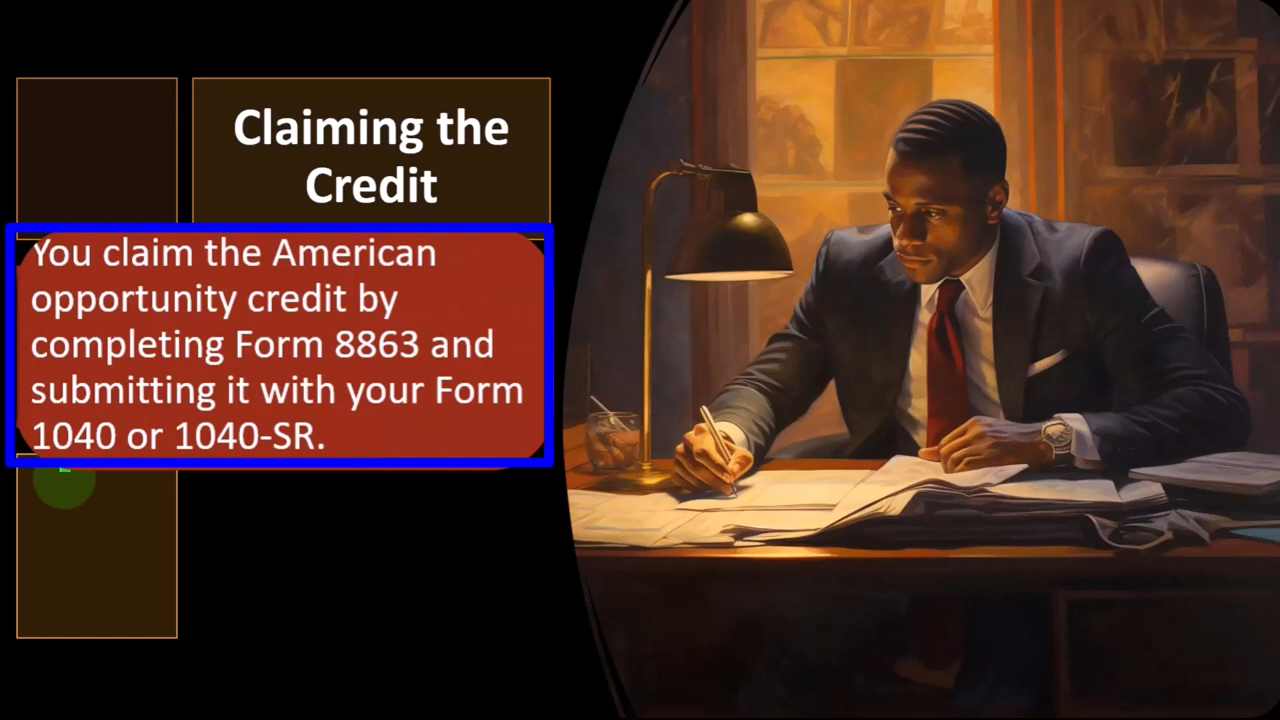 Claiming the
Credit
You claim the American
opportunity credit by
completing Form 8863 and
submitting it with your Form
1040 or 1040-SR.